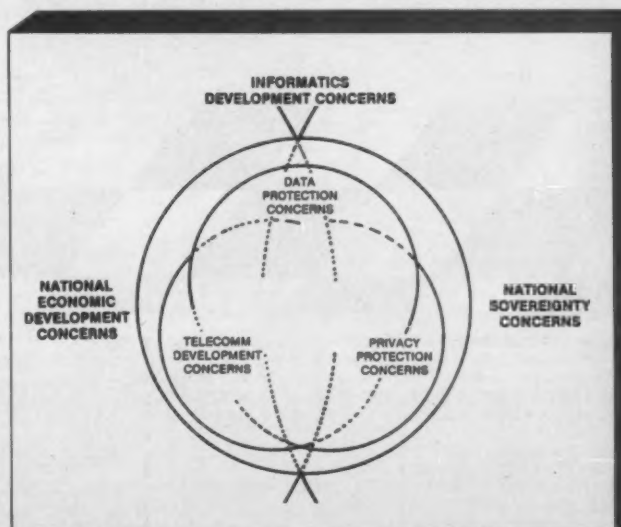 INFORMATICS
DEVELOPMENT CONCERNS
DATA
PROTECTION
CONCERNS
NATIONAL
ECONOMIC
DEVELOPMENT
CONCERNS
NATIONAL
SOVEREIGNTY
CONCERNS
TELECOMM
DEVELOPMENT
CONCERNS
PRIVACY
PROTECTION
CONCERNS